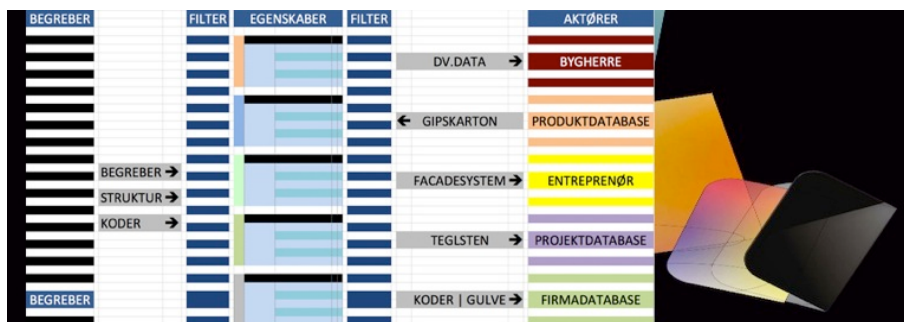 BEGREBER FILTER EGENSKABER FILTER AKTØRER
DV.DATA → BYGHERRE
← GIPSKARTON PRODUKTDATABASE
BEGREBER →
FACADESYSTEM → ENTREPRENØR
STRUKTUR →
KODER →
TEGLSTEN → PROJEKTDATABASE
BEGREBER KODER | GULVE → FIRMADATABASE